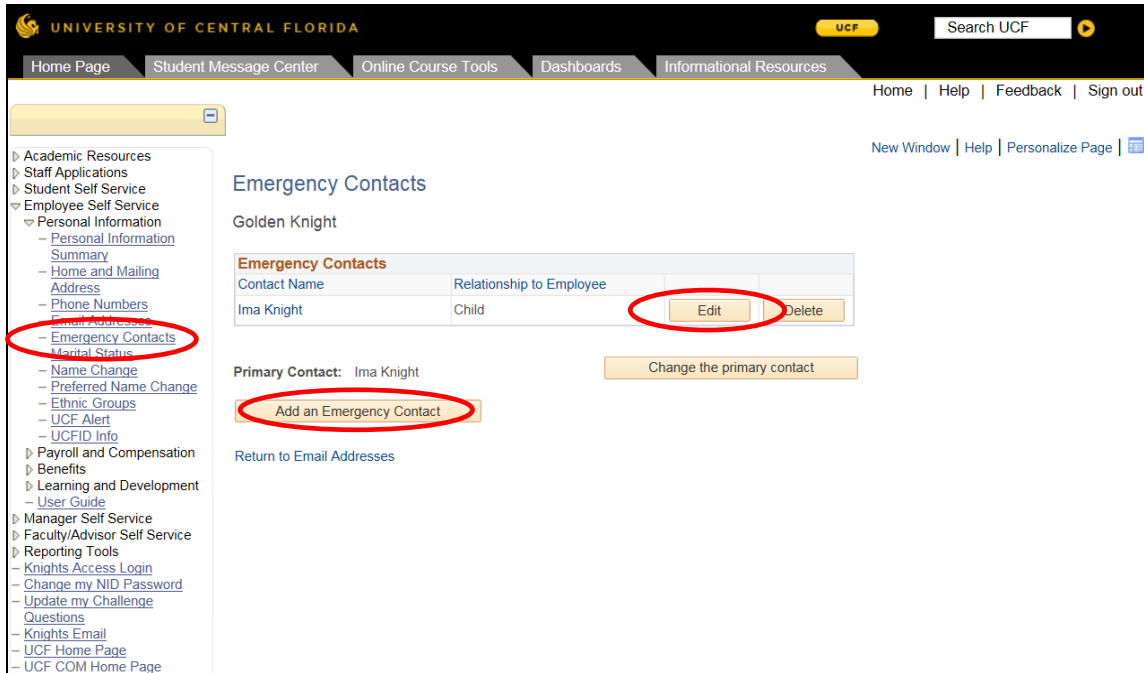 UNIVERSITY OF CENTRAL FLORIDA
UCF
Search UCF
Home Page Student Message Center Online Course Tools Dashboards Informational Resources
Home | Help | Feedback | Sign out
New Window | Help | Personalize Page |
Academic Resources
Staff Applications
Student Self Service
Employee Self Service
Personal Information
– Personal Information
Summary
– Home and Mailing
Address
– Phone Numbers
– Email Addresses
– Emergency Contacts
– Marital Status
– Name Change
– Preferred Name Change
– Ethnic Groups
– UCF Alert
– UCFID Info
Payroll and Compensation
Benefits
Learning and Development
– User Guide
Manager Self Service
Faculty/Advisor Self Service
Reporting Tools
– Knights Access Login
– Change my NID Password
– Update my Challenge
Questions
– Knights Email
– UCF Home Page
– UCF COM Home Page
Emergency Contacts
Golden Knight
Emergency Contacts
Contact Name Relationship to Employee
Ima Knight Child Edit Delete
Primary Contact: Ima Knight Change the primary contact
Add an Emergency Contact
Return to Email Addresses